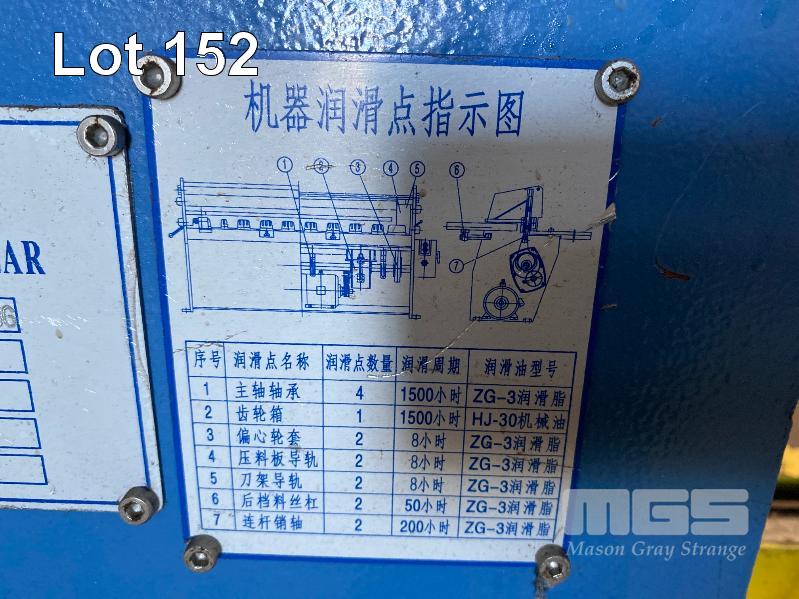 Lot 152
机器润滑点指示图
① ② ③ ④ ⑤ ⑥
⑦
序号 润滑点名称 润滑点数量 润滑周期 润滑油型号
1 主轴轴承 4 1500小时 ZG-3润滑脂
2 齿轮箱 1 1500小时 HJ-30机械油
3 偏心轮套 2 8小时 ZG-3润滑脂
4 压料板导轨 2 8小时 ZG-3润滑脂
5 刀架导轨 2 8小时 ZG-3润滑脂
6 后档料丝杠 2 50小时 ZG-3润滑脂
7 连杆销轴 2 200小时 ZG-3润滑脂
MGS
Mason Gray Strange